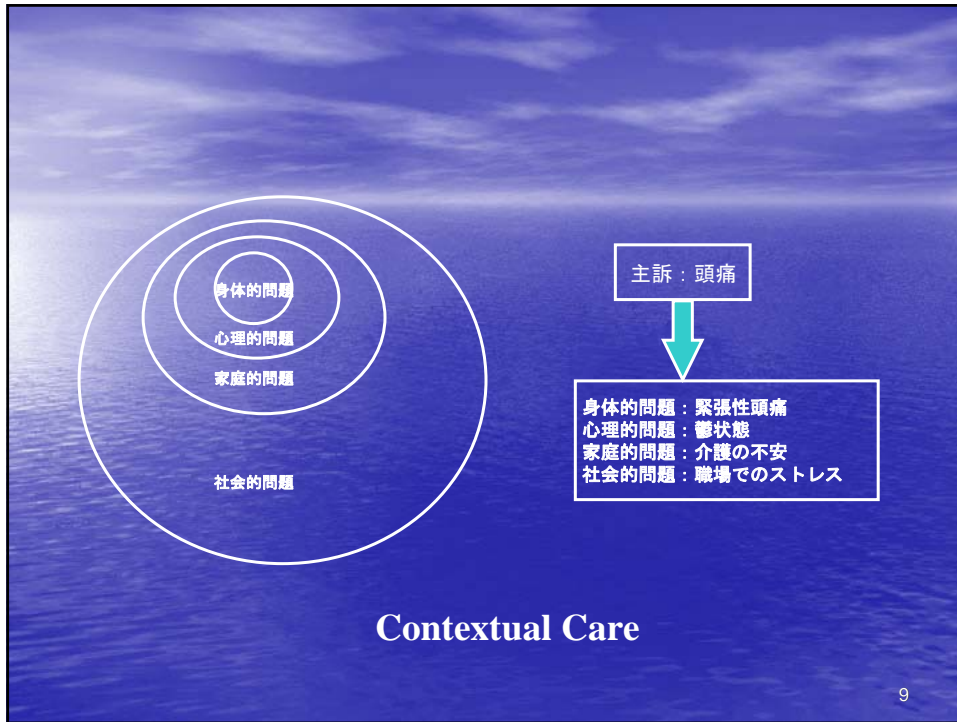 身体的問題
心理的問題
家庭的問題
社会的問題
主訴：頭痛
身体的問題：緊張性頭痛
心理的問題：鬱状態
家庭的問題：介護の不安
社会的問題：職場でのストレス
Contextual Care
9